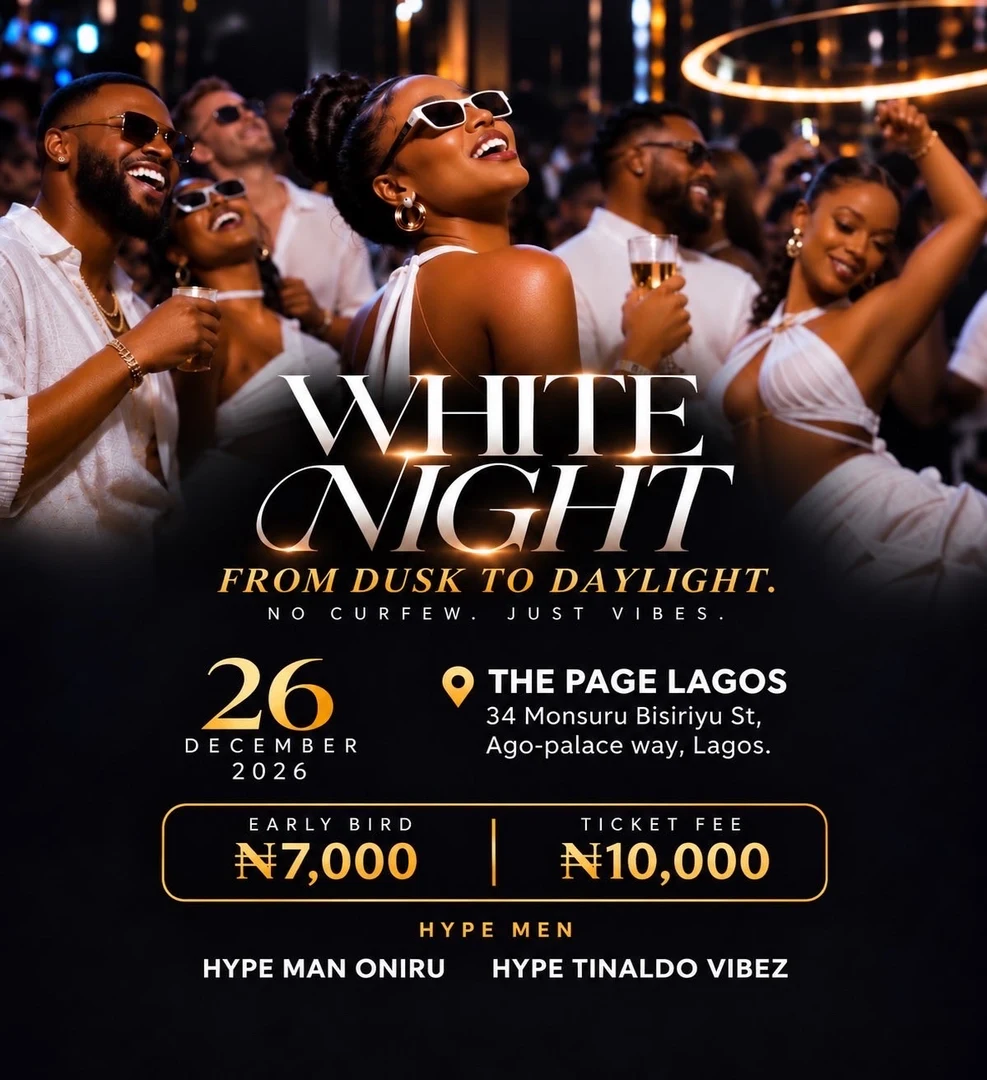 WHITE
NIGHT
FROM DUSK TO DAYLIGHT.
NO CURFEW. JUST VIBES.
26
DECEMBER
2026
THE PAGE LAGOS
34 Monsuru Bisiriyu St,
Ago-palace way, Lagos.
EARLY BIRD
₦7,000
TICKET FEE
₦10,000
HYPE MEN
HYPE MAN ONIRU
HYPE TINALDO VIBEZ